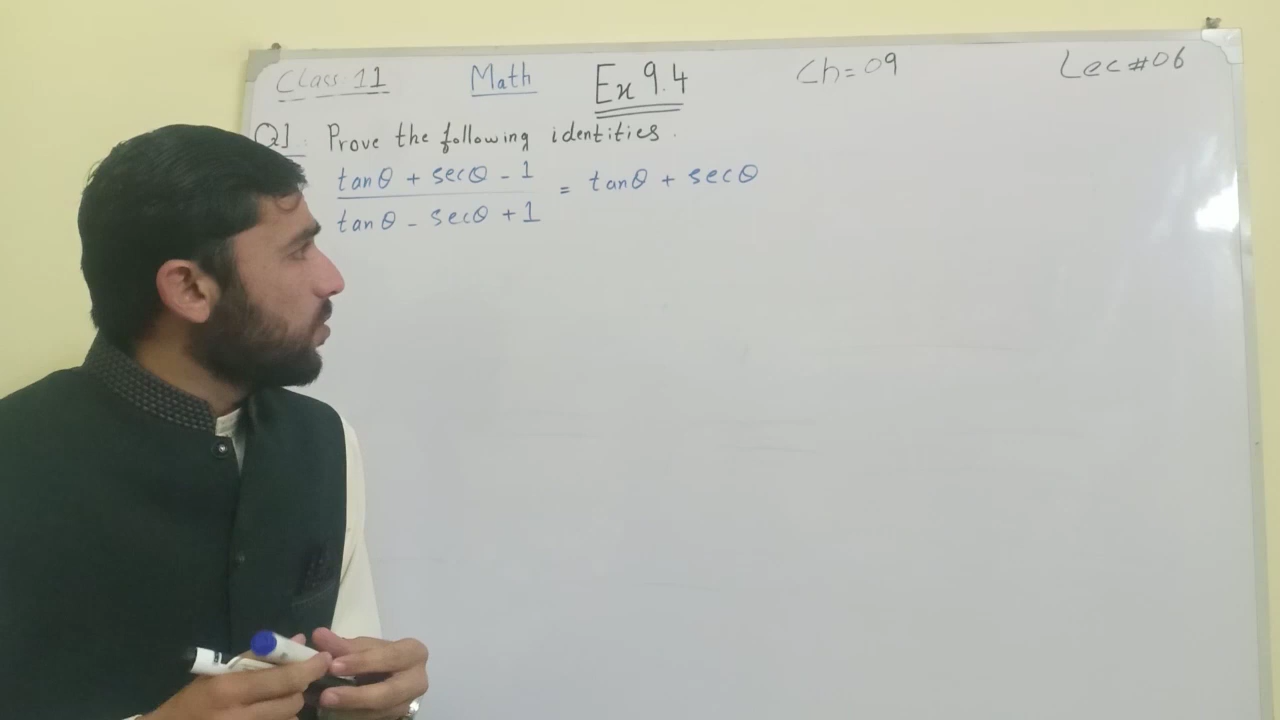 Class: 11 Math Ex 9.4 Ch = 09 Lec # 06
Q1: Prove the following identities.
tanθ + secθ - 1
= tanθ + secθ
tanθ - secθ + 1